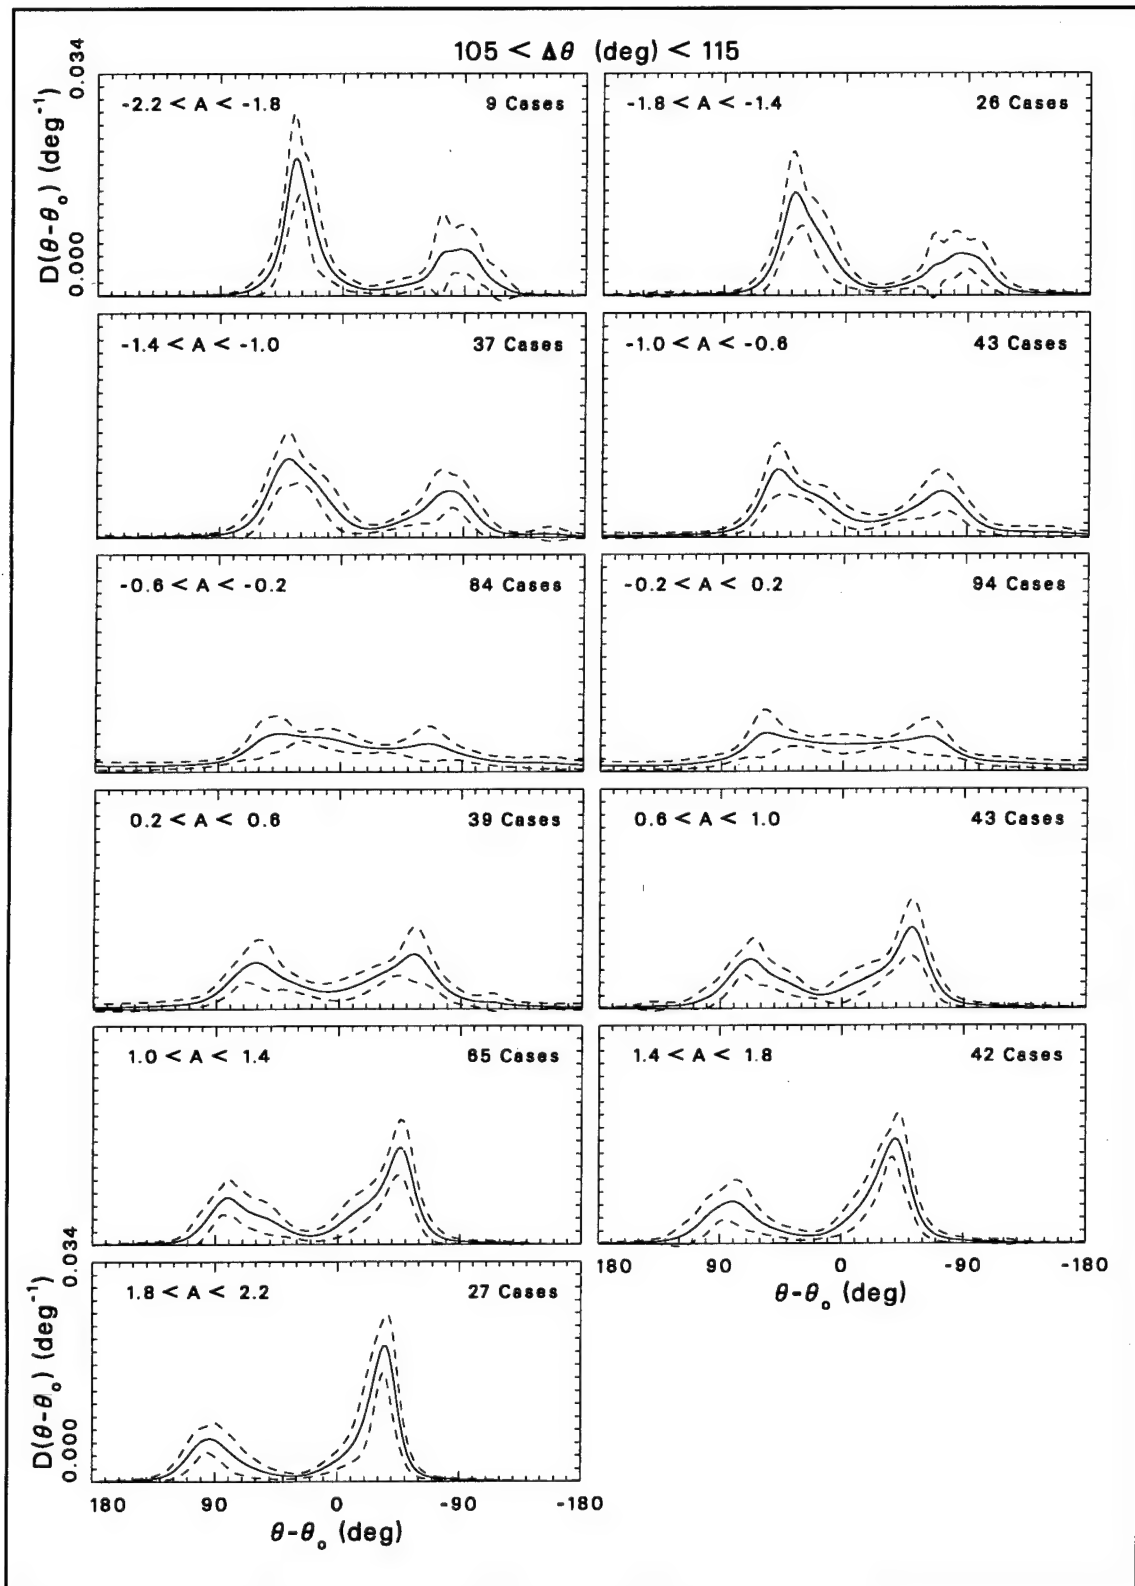 105 < Δθ (deg) < 115
D(θ-θₒ) (deg⁻¹)
0.034
0.000
-2.2 < A < -1.8
9 Cases
-1.8 < A < -1.4
26 Cases
-1.4 < A < -1.0
37 Cases
-1.0 < A < -0.6
43 Cases
-0.6 < A < -0.2
84 Cases
-0.2 < A < 0.2
94 Cases
0.2 < A < 0.6
39 Cases
0.6 < A < 1.0
43 Cases
1.0 < A < 1.4
65 Cases
1.4 < A < 1.8
42 Cases
180 90 0 -90 -180
θ-θₒ (deg)
D(θ-θₒ) (deg⁻¹)
0.034
0.000
1.8 < A < 2.2
27 Cases
180 90 0 -90 -180
θ-θₒ (deg)